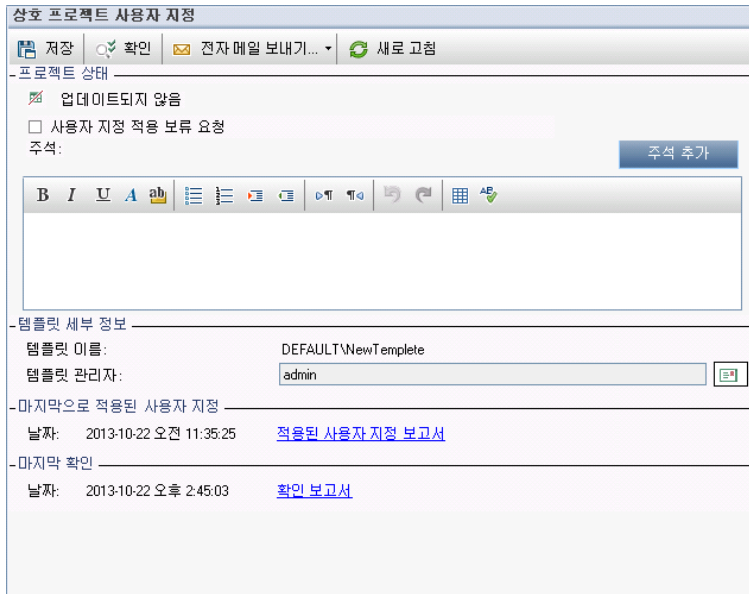 상호 프로젝트 사용자 지정
저장 확인 전자 메일 보내기... 새로 고침
프로젝트 상태
업데이트되지 않음
사용자 지정 적용 보류 요청
주석:
주석 추가
B I U A ab
템플릿 세부 정보
템플릿 이름: DEFAULT\NewTemplete
템플릿 관리자: admin
마지막으로 적용된 사용자 지정
날짜: 2013-10-22 오전 11:35:25 적용된 사용자 지정 보고서
마지막 확인
날짜: 2013-10-22 오후 2:45:03 확인 보고서